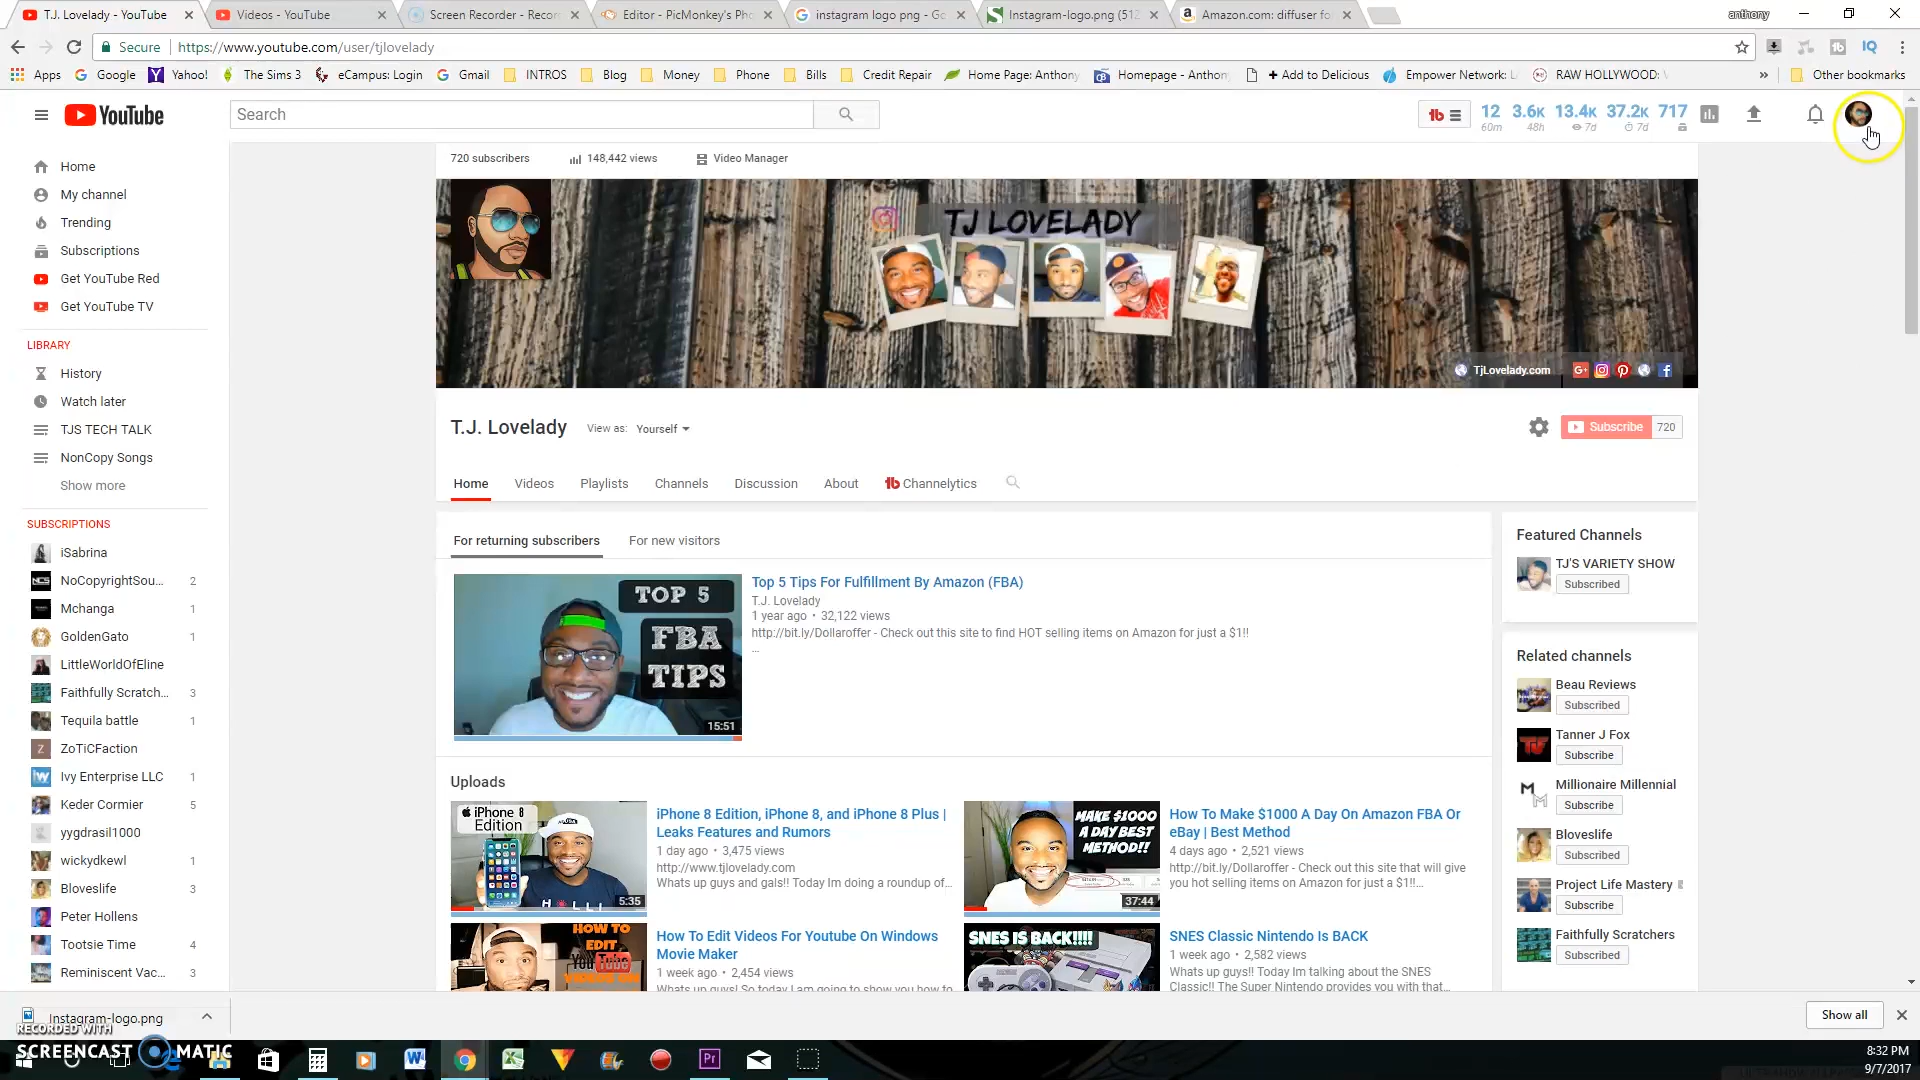 T.J. Lovelady - YouTube
Videos - YouTube
Screen Recorder - Recor
Editor - PicMonkey's Pho
instagram logo png - Go
Instagram-logo.png (512
Amazon.com: diffuser fo
anthony
Secure https://www.youtube.com/user/tjlovelady
IQ
Apps Google Yahoo! The Sims 3 eCampus: Login Gmail INTROS Blog Money Phone Bills Credit Repair Home Page: Anthony Homepage - Anthon + Add to Delicious Empower Network: L RAW HOLLYWOOD: » Other bookmarks
YouTube
Search
tb 12 3.6K 13.4K 37.2K 717
60m 48h 7d 7d
Home
My channel
Trending
Subscriptions
Get YouTube Red
Get YouTube TV
LIBRARY
History
Watch later
TJS TECH TALK
NonCopy Songs
Show more
SUBSCRIPTIONS
iSabrina
NoCopyrightSou... 2
Mchanga 1
GoldenGato 1
LittleWorldOfEline
Faithfully Scratch... 3
Tequila battle 1
Z ZoTiCFaction
Ivy Enterprise LLC 1
Keder Cormier 5
yygdrasil1000
wickydkewl 1
Bloveslife 3
Peter Hollens
Tootsie Time 4
Reminiscent Vac... 3
720 subscribers 148,442 views Video Manager
TJ LOVELADY
TjLovelady.com
T.J. Lovelady View as: Yourself
Subscribe 720
Home Videos Playlists Channels Discussion About tb Channelytics
For returning subscribers For new visitors
TOP 5
FBA
TIPS
15:51
Top 5 Tips For Fulfillment By Amazon (FBA)
T.J. Lovelady
1 year ago • 32,122 views
http://bit.ly/Dollaroffer - Check out this site to find HOT selling items on Amazon for just a $1!!
...
Uploads
iPhone 8
Edition
5:35
iPhone 8 Edition, iPhone 8, and iPhone 8 Plus |
Leaks Features and Rumors
1 day ago • 3,475 views
http://www.tjlovelady.com
Whats up guys and gals!! Today Im doing a roundup of...
MAKE $1000
A DAY BEST
METHOD!!
37:44
How To Make $1000 A Day On Amazon FBA Or
eBay | Best Method
4 days ago • 2,521 views
http://bit.ly/Dollaroffer - Check out this site that will give
you hot selling items on Amazon for just a $1!!...
HOW TO
EDIT
YouTube
How To Edit Videos For Youtube On Windows
Movie Maker
1 week ago • 2,454 views
Whats up guys! So today I am going to show you how to
SNES IS BACK!!!!
SNES Classic Nintendo Is BACK
1 week ago • 2,582 views
Whats up guys!! Today Im talking about the SNES
Classic!! The Super Nintendo provides you with that...
Featured Channels
TJ'S VARIETY SHOW
Subscribed
Related channels
Beau Reviews
Subscribed
Tanner J Fox
Subscribe
Millionaire Millennial
Subscribe
Bloveslife
Subscribed
Project Life Mastery
Subscribe
Faithfully Scratchers
Subscribed
Instagram-logo.png
Show all
RECORDED WITH
SCREENCAST MATIC
8:32 PM
9/7/2017